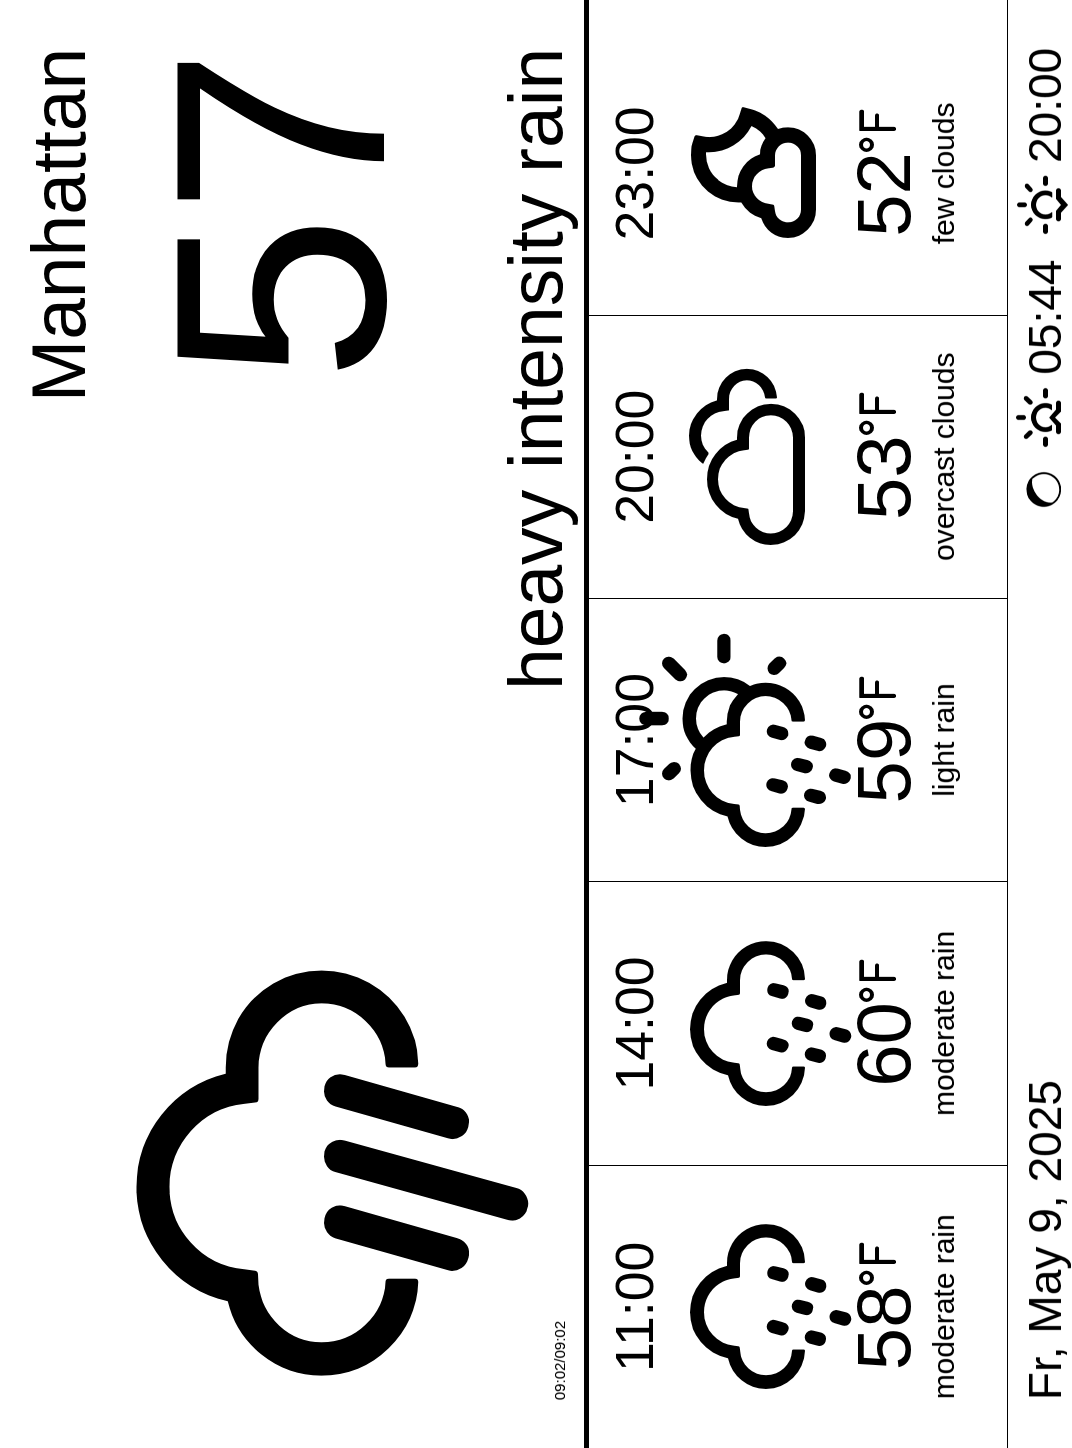 Manhattan
57
heavy intensity rain
09:02/09:02
11:00
58°F
moderate rain
14:00
60°F
moderate rain
17:00
59°F
light rain
20:00
53°F
overcast clouds
23:00
52°F
few clouds
Fr, May 9, 2025
05:44
20:00